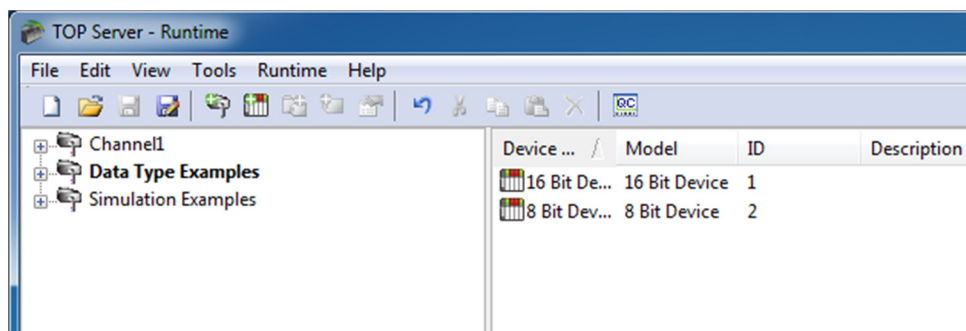 TOP Server - Runtime
File Edit View Tools Runtime Help
QC
Channel1
Data Type Examples
Simulation Examples
Device ... Model ID Description
16 Bit De... 16 Bit Device 1
8 Bit Dev... 8 Bit Device 2